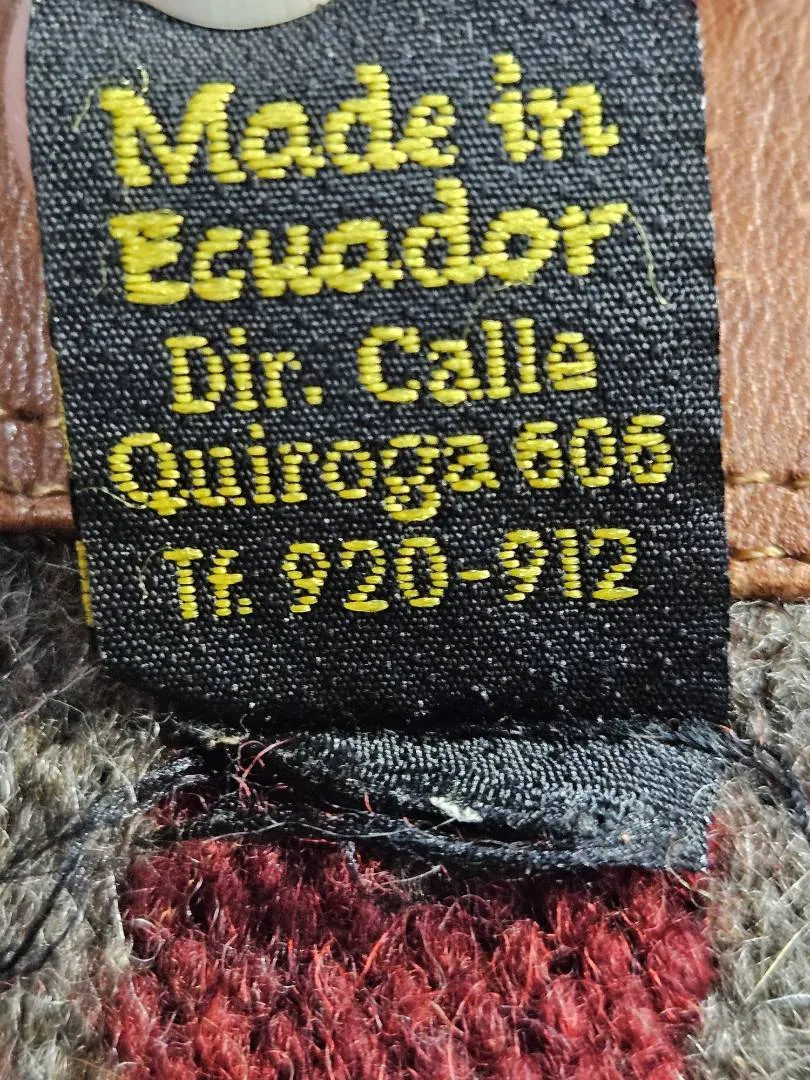 Made in
Ecuador
Dir. Calle
Quiroga 606
Tf. 920-912